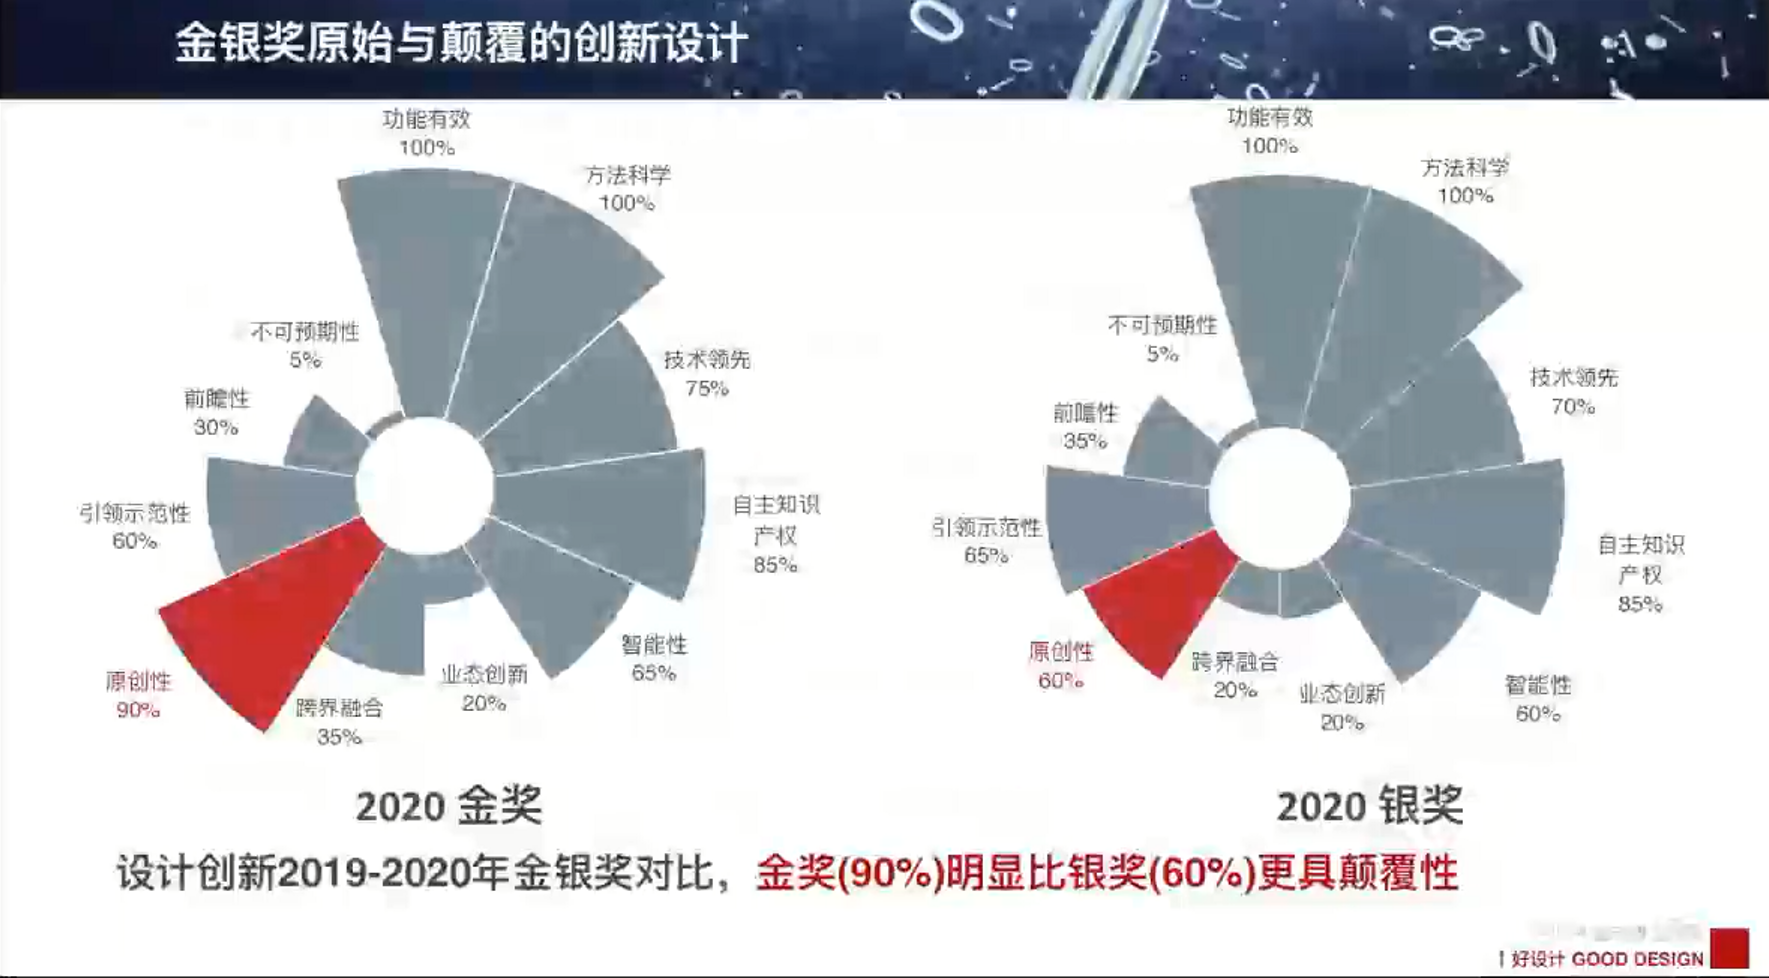 金银奖原始与颠覆的创新设计
功能有效
100%
方法科学
100%
技术领先
75%
自主知识
产权
85%
智能性
65%
业态创新
20%
跨界融合
35%
原创性
90%
引领示范性
60%
前瞻性
30%
不可预期性
5%
2020 金奖
功能有效
100%
方法科学
100%
技术领先
70%
自主知识
产权
85%
智能性
60%
业态创新
20%
跨界融合
20%
原创性
60%
引领示范性
65%
前瞻性
35%
不可预期性
5%
2020 银奖
设计创新2019-2020年金银奖对比，金奖(90%)明显比银奖(60%)更具颠覆性
好设计 GOOD DESIGN